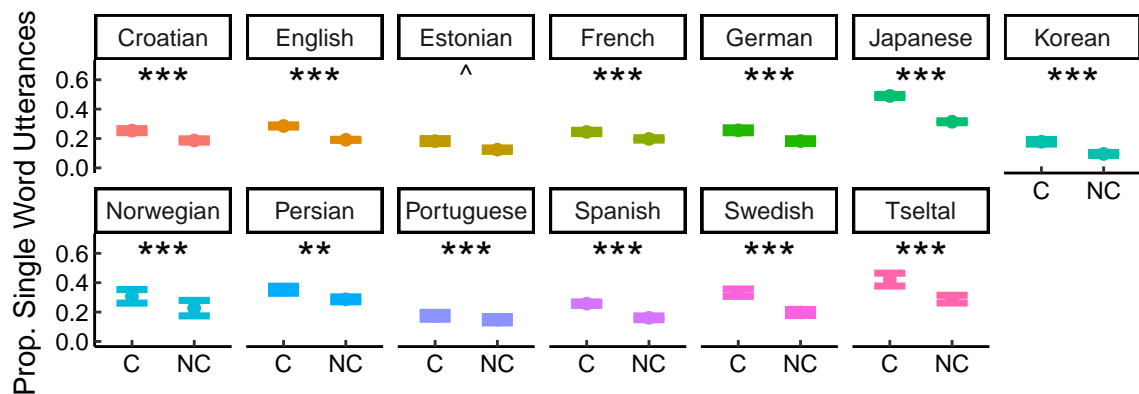 Prop. Single Word Utterances
Croatian English Estonian French German Japanese Korean
*** *** ^ *** *** *** ***
0.6
0.4
0.2
0.0
C NC
Norwegian Persian Portuguese Spanish Swedish Tseltal
*** ** *** *** *** ***
0.6
0.4
0.2
0.0
C NC C NC C NC C NC C NC C NC